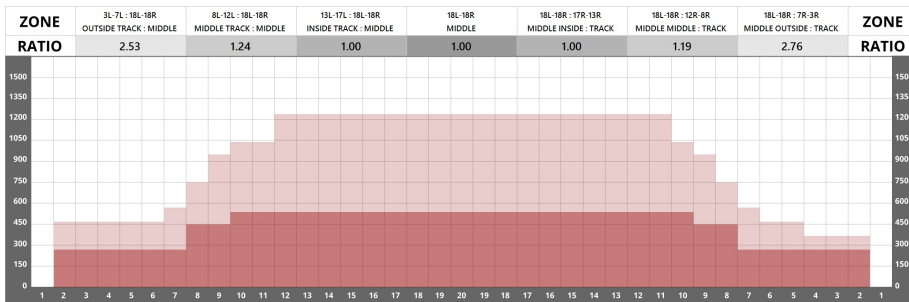 ZONE 3L-7L : 18L-18R 8L-12L : 18L-18R 13L-17L : 18L-18R 18L-18R 18L-18R : 17R-13R 18L-18R : 12R-8R 18L-18R : 7R-3R ZONE
OUTSIDE TRACK : MIDDLE MIDDLE TRACK : MIDDLE INSIDE TRACK : MIDDLE MIDDLE MIDDLE INSIDE : TRACK MIDDLE MIDDLE : TRACK MIDDLE OUTSIDE : TRACK
RATIO 2.53 1.24 1.00 1.00 1.00 1.19 2.76 RATIO
1500 150
1350 135
1200 120
1050 105
900 900
750 750
600 600
450 450
300 300
150 150
0 0
1 2 3 4 5 6 7 8 9 10 11 12 13 14 15 16 17 18 19 20 19 18 17 16 15 14 13 12 11 10 9 8 7 6 5 4 3 2 1